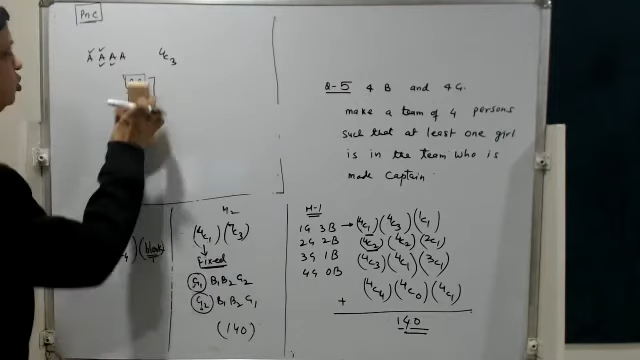 PnC
A A A A 4c3
Q-5 4 B and 4 G.
make a team of 4 persons
such that at least one girl
is in the team who is
made Captain.
M2
(4c1) (7c3)
Fixed
G1 B1 B2 G2
G2 B1 B2 G1
(140)
M-1
1G 3B → (4c1) (4c3) (1c1)
2G 2B (4c2) (4c2) (2c1)
3G 1B (4c3) (4c1) (3c1)
4G 0B (4c4) (4c0) (4c1)
+
140